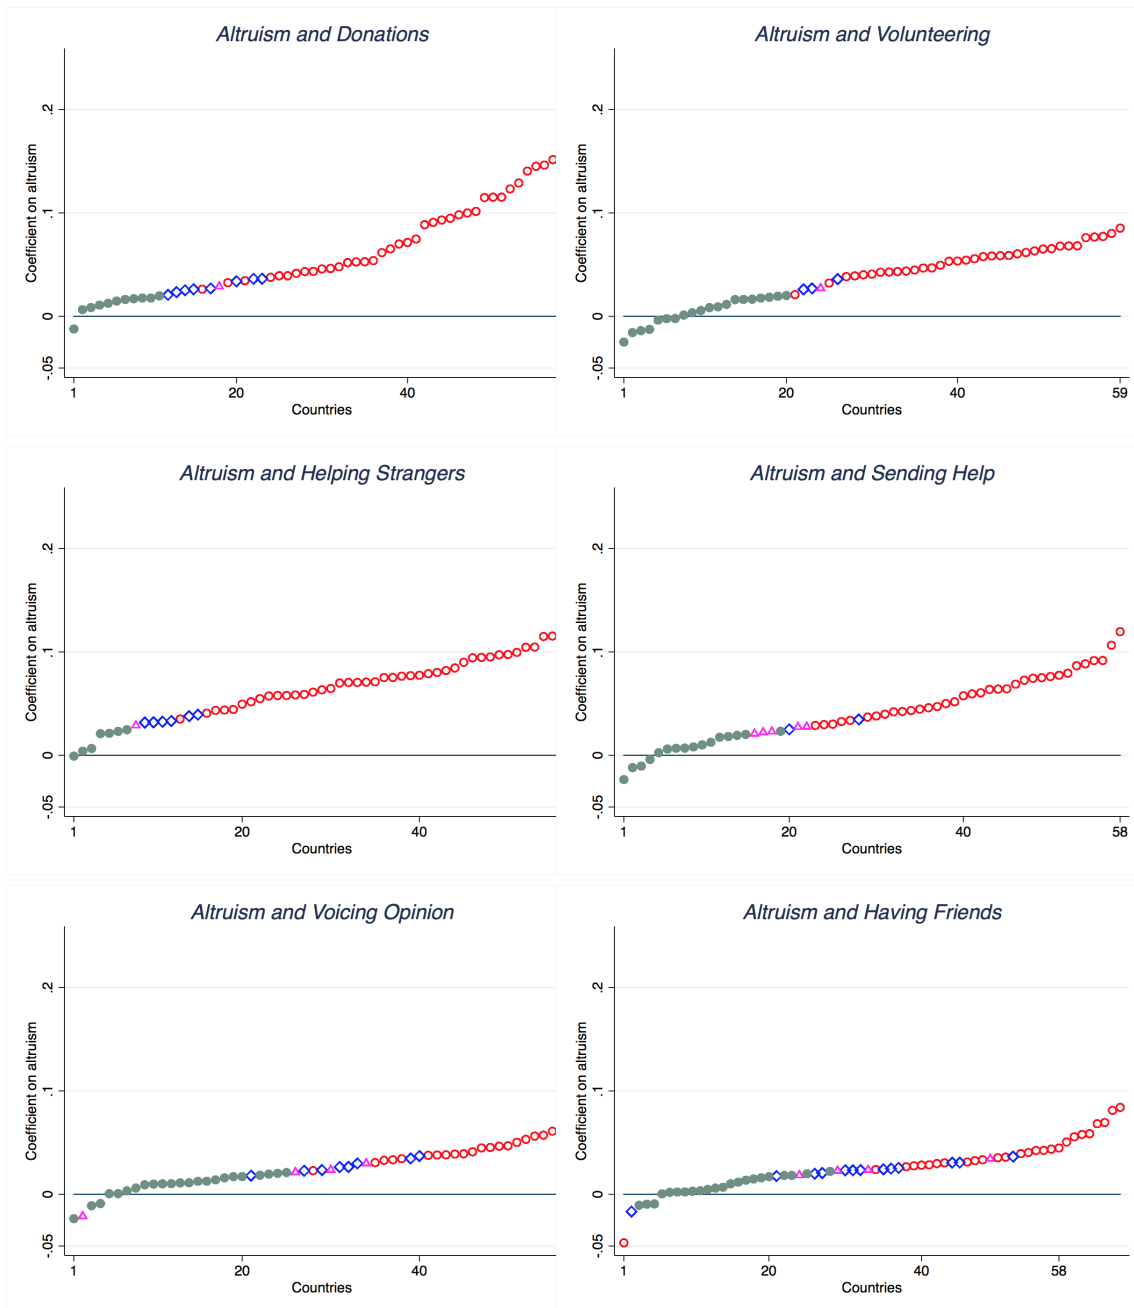 Altruism and Donations
Coefficient on altruism
.2
.1
0
-.05
1
20
40
Countries
Altruism and Volunteering
Coefficient on altruism
.2
.1
0
-.05
1
20
40
59
Countries
Altruism and Helping Strangers
Coefficient on altruism
.2
.1
0
-.05
1
20
40
Countries
Altruism and Sending Help
Coefficient on altruism
.2
.1
0
-.05
1
20
40
58
Countries
Altruism and Voicing Opinion
Coefficient on altruism
.2
.1
0
-.05
1
20
40
Countries
Altruism and Having Friends
Coefficient on altruism
.2
.1
0
-.05
1
20
40
58
Countries